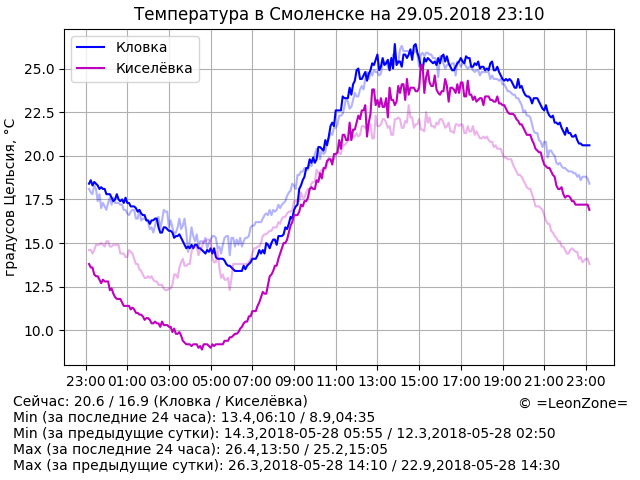 Температура в Смоленске на 29.05.2018 23:10
Кловка
Киселёвка
градусов Цельсия, °C
25.0
22.5
20.0
17.5
15.0
12.5
10.0
23:00 01:00 03:00 05:00 07:00 09:00 11:00 13:00 15:00 17:00 19:00 21:00 23:00
Сейчас: 20.6 / 16.9 (Кловка / Киселёвка)
© =LeonZone=
Min (за последние 24 часа): 13.4,06:10 / 8.9,04:35
Min (за предыдущие сутки): 14.3,2018-05-28 05:55 / 12.3,2018-05-28 02:50
Max (за последние 24 часа): 26.4,13:50 / 25.2,15:05
Max (за предыдущие сутки): 26.3,2018-05-28 14:10 / 22.9,2018-05-28 14:30